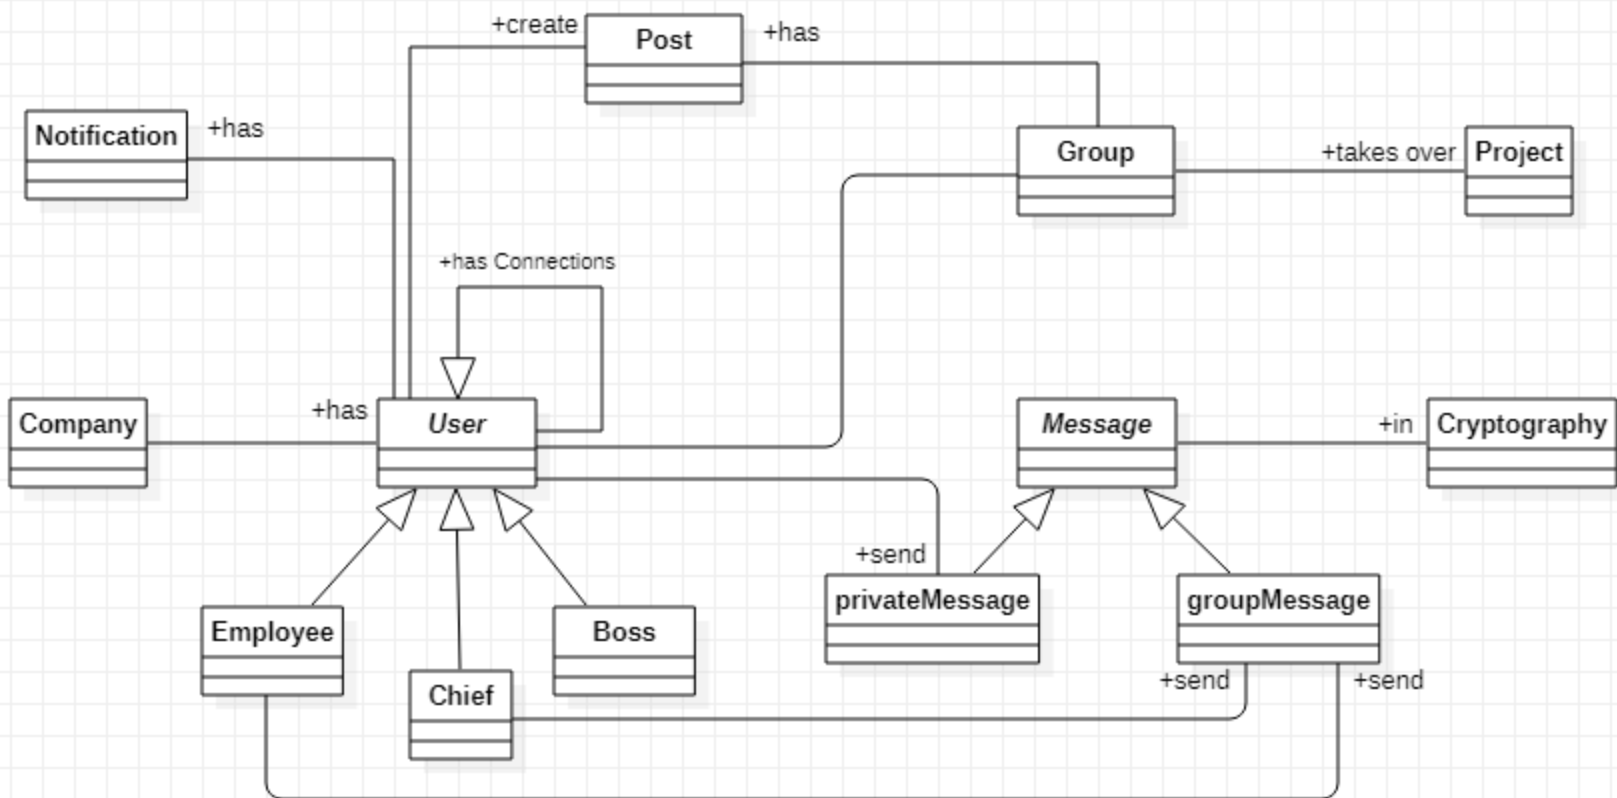 +create
Post
+has
Notification
+has
Group
+takes over
Project
+has Connections
Company
+has
User
Message
+in
Cryptography
+send
privateMessage
groupMessage
Employee
Boss
Chief
+send
+send